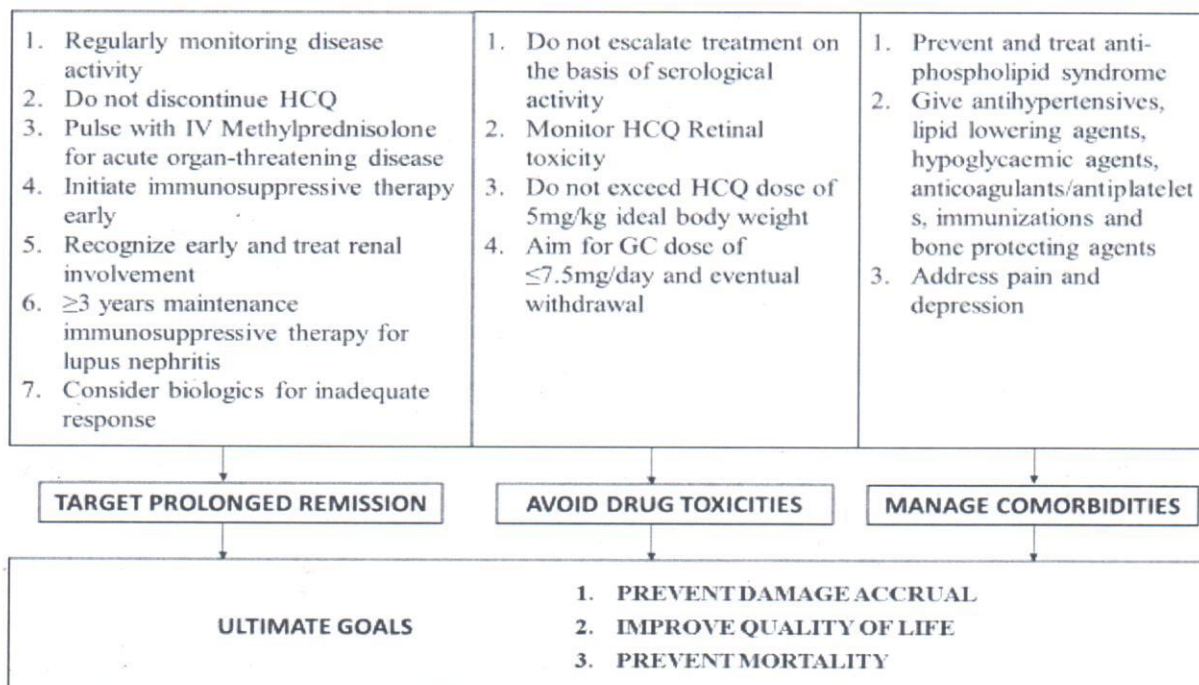 1. Regularly monitoring disease
activity
2. Do not discontinue HCQ
3. Pulse with IV Methylprednisolone
for acute organ-threatening disease
4. Initiate immunosuppressive therapy
early
5. Recognize early and treat renal
involvement
6. ≥3 years maintenance
immunosuppressive therapy for
lupus nephritis
7. Consider biologics for inadequate
response
1. Do not escalate treatment on
the basis of serological
activity
2. Monitor HCQ Retinal
toxicity
3. Do not exceed HCQ dose of
5mg/kg ideal body weight
4. Aim for GC dose of
≤7.5mg/day and eventual
withdrawal
1. Prevent and treat anti-
phospolipid syndrome
2. Give antihypertensives,
lipid lowering agents,
hypoglycaemic agents,
anticoagulants/antiplatelet
s, immunizations and
bone protecting agents
3. Address pain and
depression
TARGET PROLONGED REMISSION
AVOID DRUG TOXICITIES
MANAGE COMORBIDITIES
ULTIMATE GOALS
1. PREVENT DAMAGE ACCRUAL
2. IMPROVE QUALITY OF LIFE
3. PREVENT MORTALITY